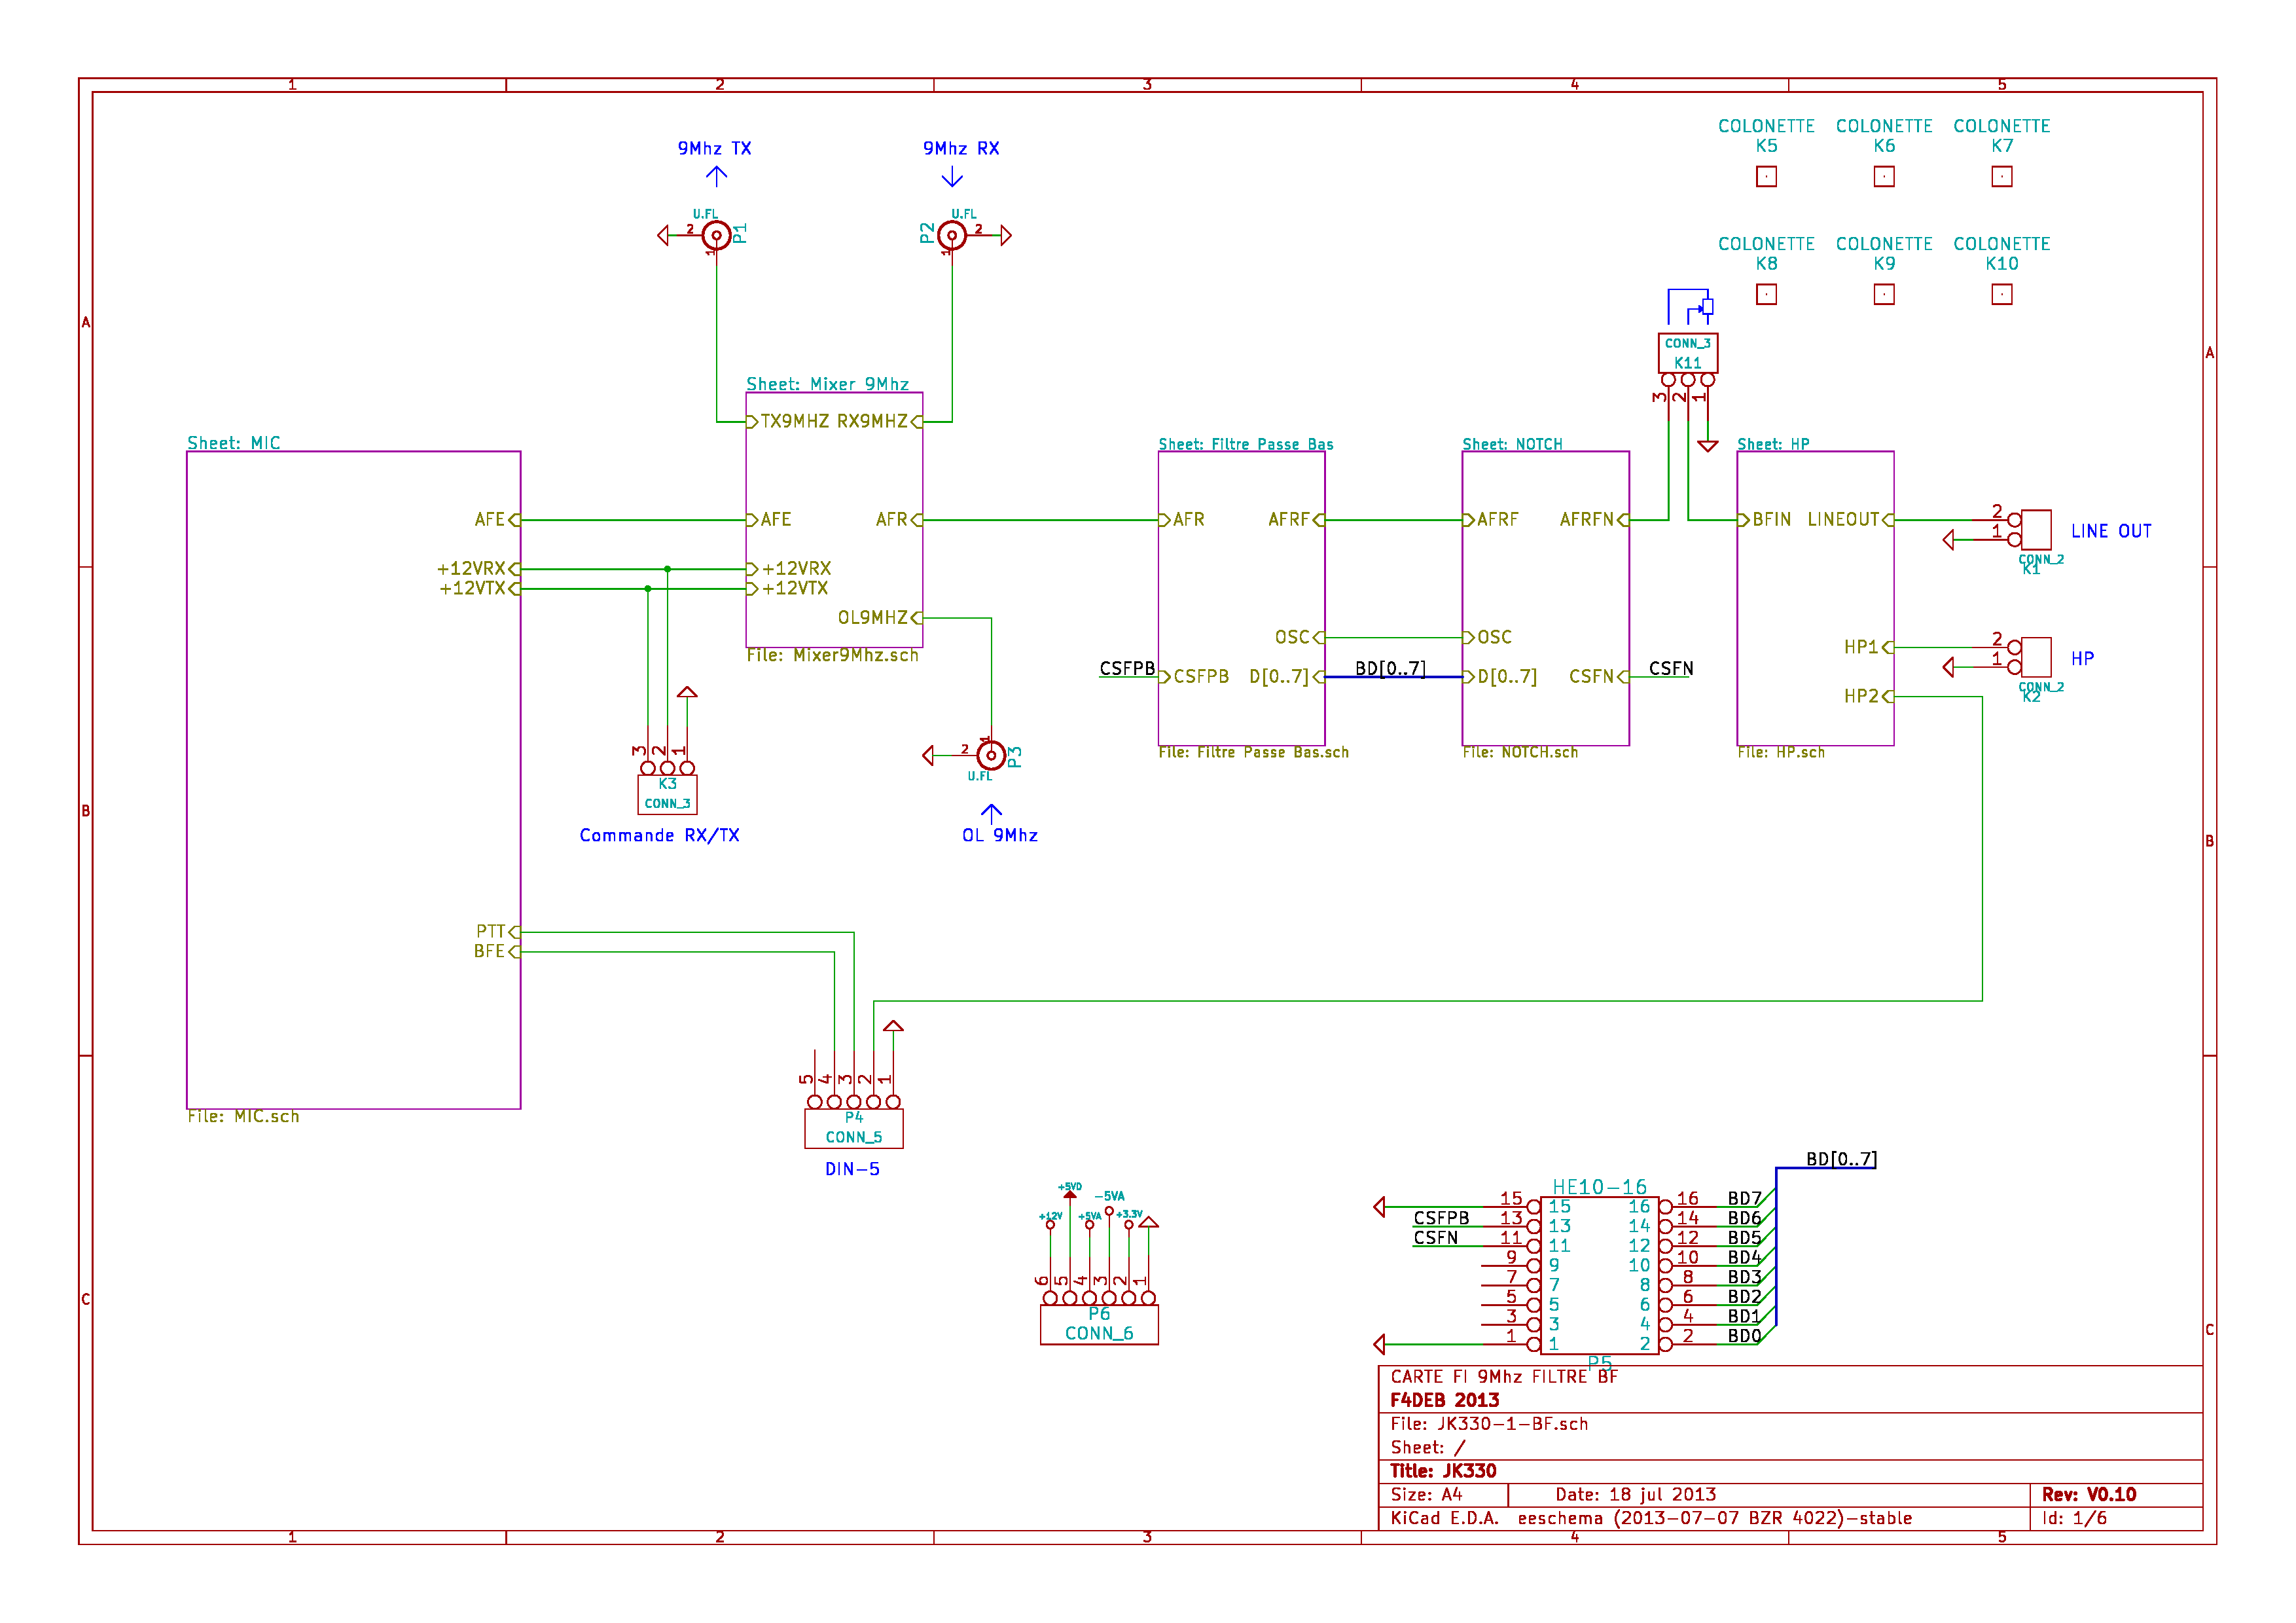 1 2 3 4 5
COLONETTE COLONETTE COLONETTE
K5 K6 K7
9Mhz TX 9Mhz RX
U.FL U.FL
2 P1 P2 2
1 1
COLONETTE COLONETTE COLONETTE
K8 K9 K10
A A
CONN_3
K11
3 2 1
Sheet: Mixer 9Mhz
TX9MHZ RX9MHZ
Sheet: MIC
Sheet: Filtre Passe Bas
Sheet: NOTCH
Sheet: HP
AFE AFE AFR AFR AFRF AFRF AFRFN BFIN LINEOUT 2
1
LINE OUT
CONN_2
K1
+12VRX +12VRX
+12VTX +12VTX
OL9MHZ
OSC OSC
HP1 2
1
HP
CONN_2
K2
CSFPB CSFPB D[0..7] BD[0..7] D[0..7] CSFN CSFN
HP2
File: Mixer9Mhz.sch
File: Filtre Passe Bas.sch
File: NOTCH.sch
File: HP.sch
3 2 1
K3
CONN_3
Commande RX/TX
1
2 P3
U.FL
OL 9Mhz
B B
PTT
BFE
5 4 3 2 1
P4
CONN_5
DIN-5
File: MIC.sch
+5VD
-5VA
+12V +5VA +3.3V
6 5 4 3 2 1
P6
CONN_6
BD[0..7]
HE10-16
15 15 16 16 BD7
CSFPB 13 13 14 14 BD6
CSFN 11 11 12 12 BD5
9 9 10 10 BD4
7 7 8 8 BD3
5 5 6 6 BD2
3 3 4 4 BD1
1 1 2 2 BD0
P5
C C
CARTE FI 9Mhz FILTRE BF
F4DEB 2013
File: JK330-1-BF.sch
Sheet: /
Title: JK330
Size: A4 Date: 18 jul 2013 Rev: V0.10
KiCad E.D.A. eeschema (2013-07-07 BZR 4022)-stable Id: 1/6
1 2 3 4 5